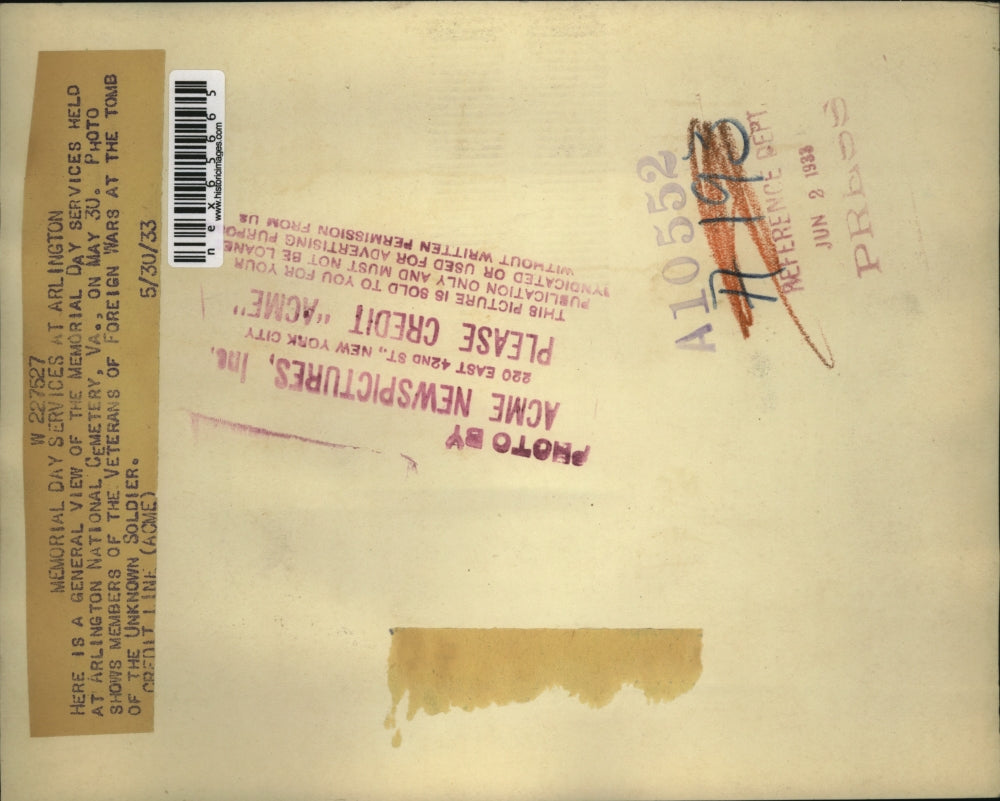 W 227527
MEMORIAL DAY SERVICES AT ARLINGTON
HERE IS A GENERAL VIEW OF THE MEMORIAL DAY SERVICES HELD
AT ARLINGTON NATIONAL CEMETERY, VA., ON MAY 30. PHOTO
SHOWS MEMBERS OF THE VETERANS OF FOREIGN WARS AT THE TOMB
OF THE UNKNOWN SOLDIER.
CREDIT LINE (ACME) 5/30/33
nex65665
www.historicimages.com
PHOTO BY
ACME NEWSPICTURES, Inc.
220 EAST 42ND ST., NEW YORK CITY
PLEASE CREDIT "ACME"
THIS PICTURE IS SOLD TO YOU FOR YOUR
PUBLICATION ONLY AND MUST NOT BE LOANE
SYNDICATED OR USED FOR ADVERTISING PURPO
WITHOUT WRITTEN PERMISSION FROM US
A10552
REFERENCE DEPT.
JUN 2 1933